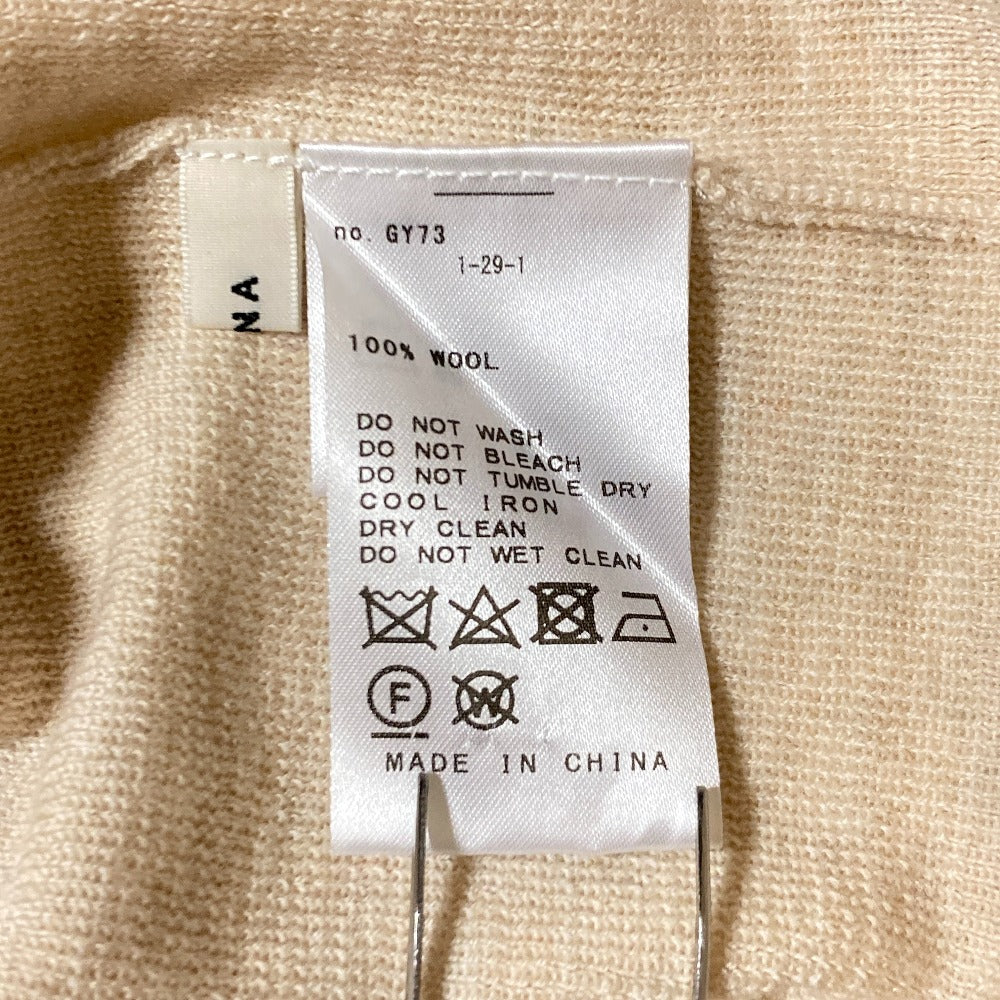 no. GY73
1-29-1
100% WOOL
DO NOT WASH
DO NOT BLEACH
DO NOT TUMBLE DRY
COOL IRON
DRY CLEAN
DO NOT WET CLEAN
F
W
MADE IN CHINA
NA